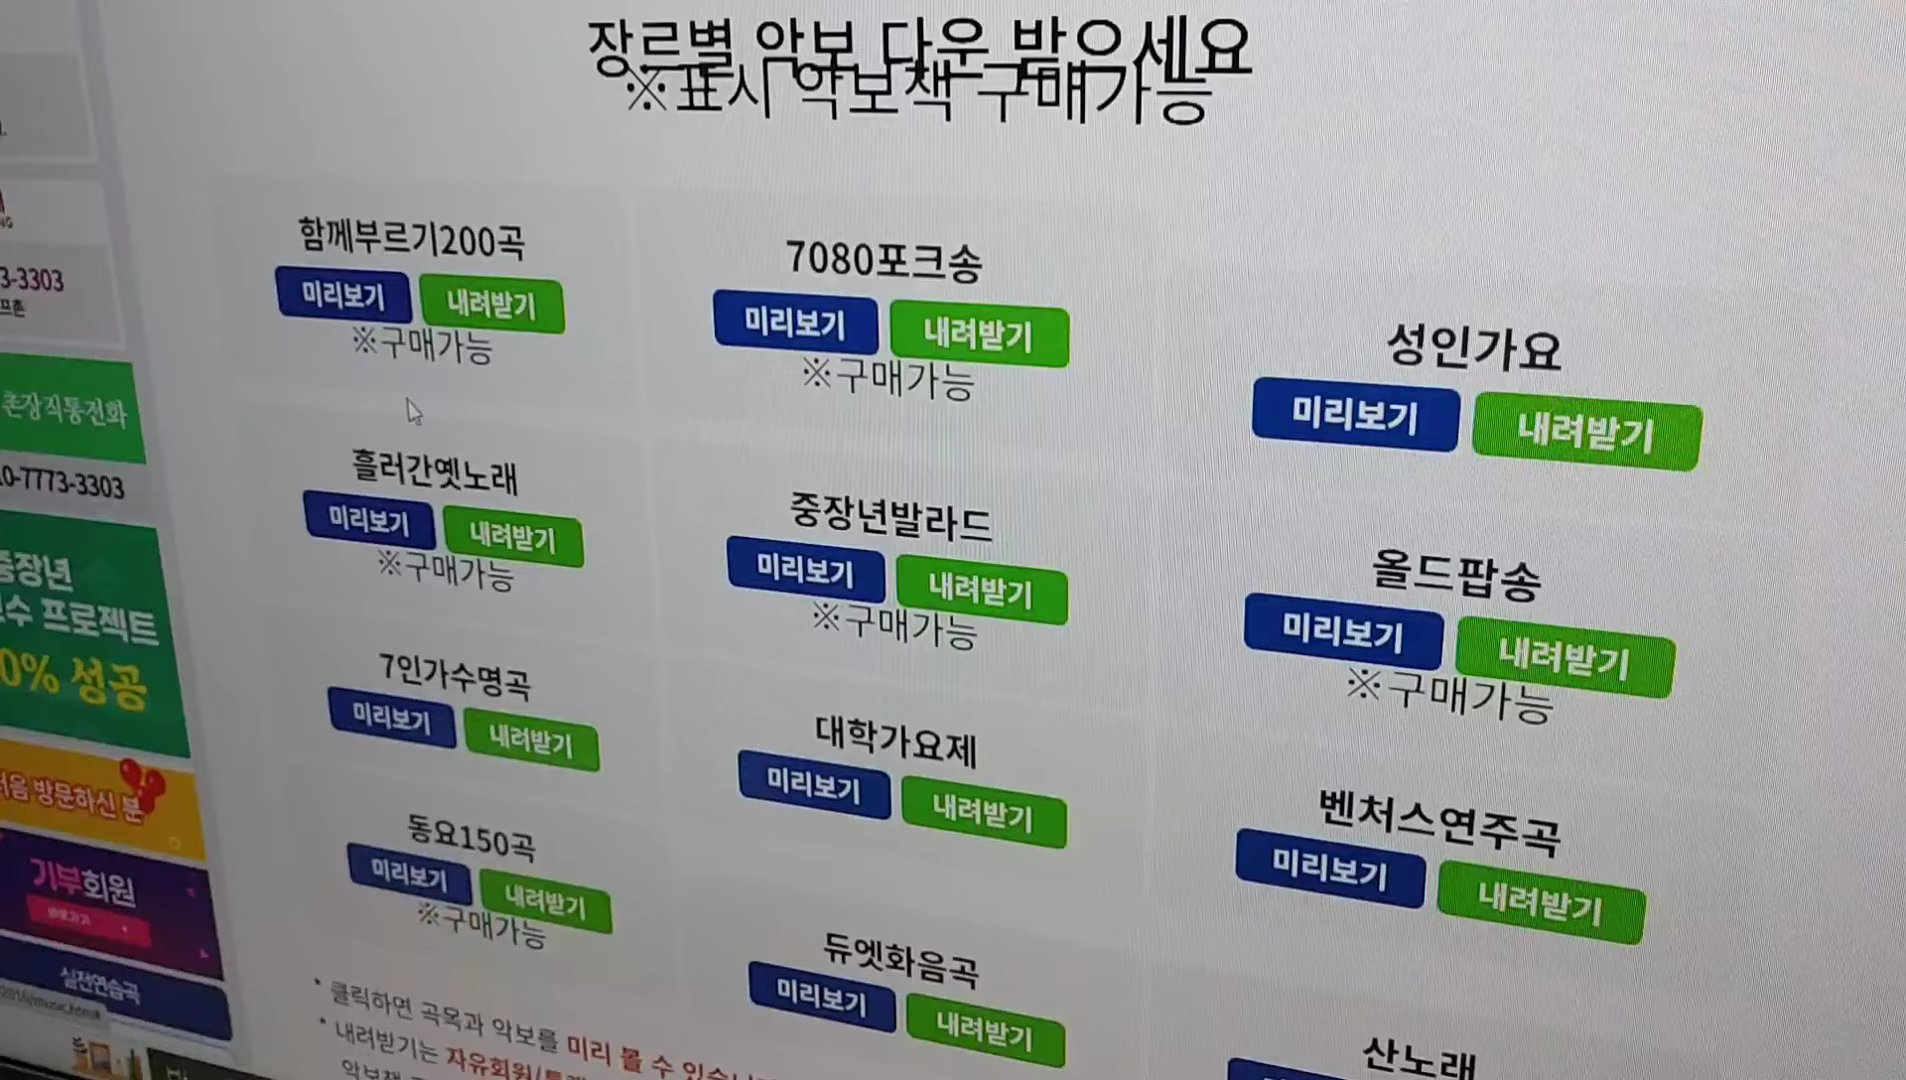 장르별 악보 다운 받으세요
※표시 악보책 구매가능
함께부르기200곡
미리보기 내려받기
※구매가능
7080포크송
미리보기 내려받기
※구매가능
성인가요
미리보기 내려받기
흘러간옛노래
미리보기 내려받기
※구매가능
중장년발라드
미리보기 내려받기
※구매가능
올드팝송
미리보기 내려받기
※구매가능
7인가수명곡
미리보기 내려받기
대학가요제
미리보기 내려받기
벤처스연주곡
미리보기 내려받기
동요150곡
미리보기 내려받기
※구매가능
듀엣화음곡
미리보기 내려받기
산노래
* 클릭하면 곡목과 악보를 미리 볼 수
* 내려받기는 자유회원/
악보책
3-3303
촌장직통전화
0-7773-3303
중장년
프로젝트
0% 성공
방문하신 분
기부회원
바로가기
실전연습곡